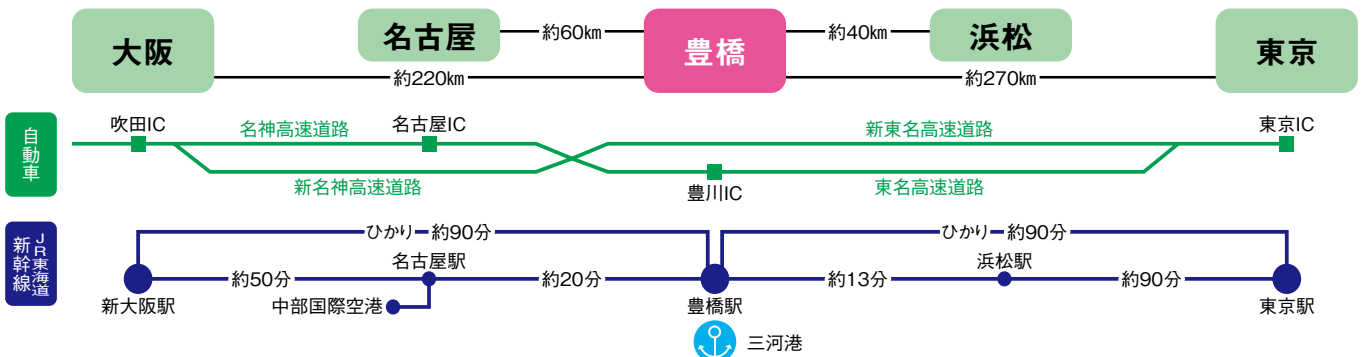 大阪
名古屋
約60㎞
豊橋
約40㎞
浜松
東京
約220㎞
約270㎞
自動車
吹田IC
名神高速道路
名古屋IC
新東名高速道路
東京IC
新名神高速道路
豊川IC
東名高速道路
JR東海道
新幹線
ひかり 約90分
ひかり 約90分
名古屋駅
浜松駅
約50分
約20分
約13分
約90分
新大阪駅
中部国際空港
豊橋駅
東京駅
三河港